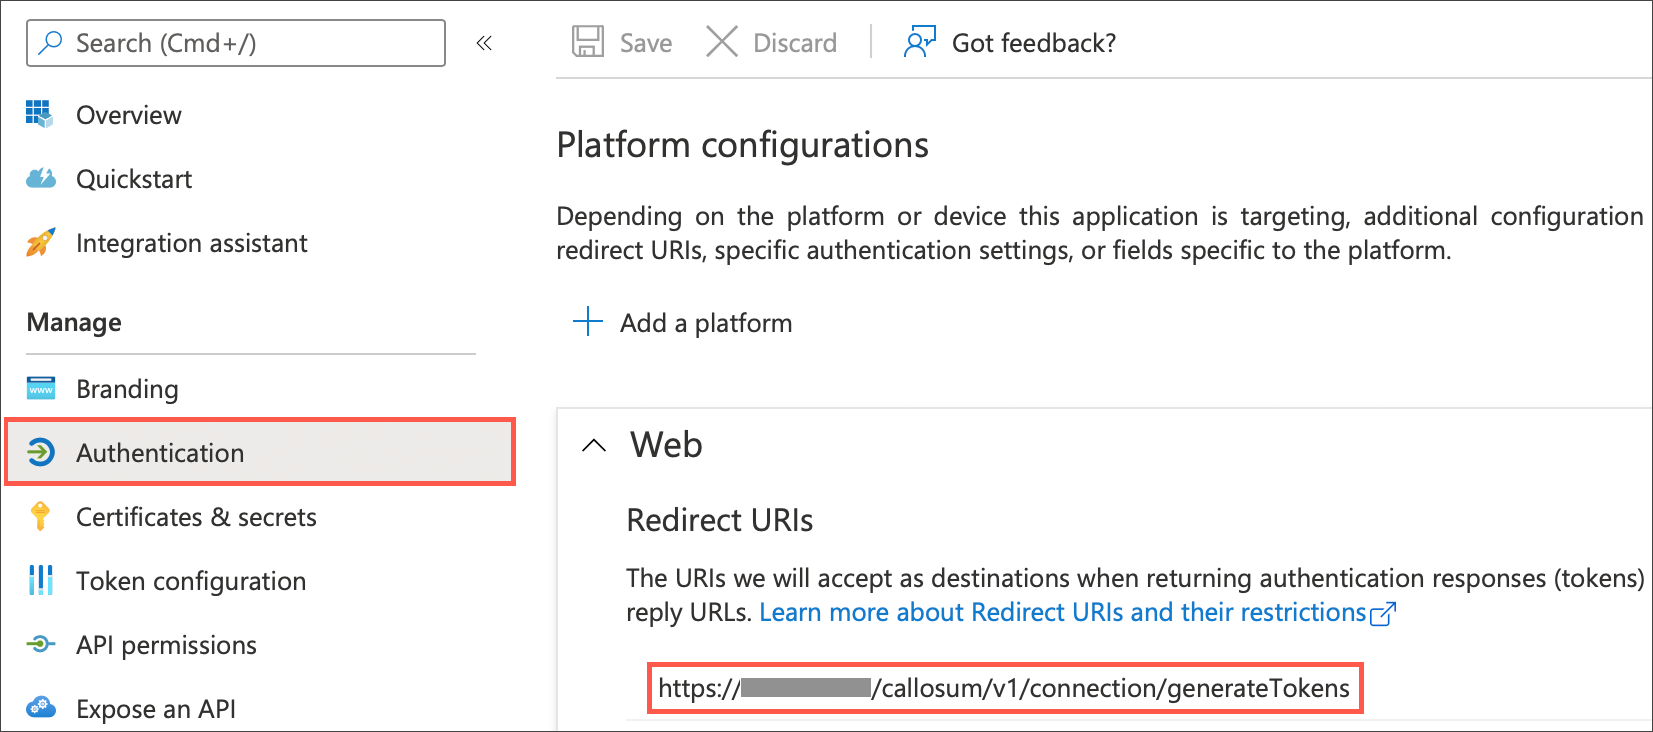 Search (Cmd+/)
«
Save
Discard
Got feedback?
Overview
Quickstart
Integration assistant
Manage
www
Branding
Authentication
Certificates & secrets
Token configuration
API permissions
Expose an API
Platform configurations
Depending on the platform or device this application is targeting, additional configuration
redirect URIs, specific authentication settings, or fields specific to the platform.
Add a platform
Web
Redirect URIs
The URIs we will accept as destinations when returning authentication responses (tokens)
reply URLs. Learn more about Redirect URIs and their restrictions
https:// /callosum/v1/connection/generateTokens